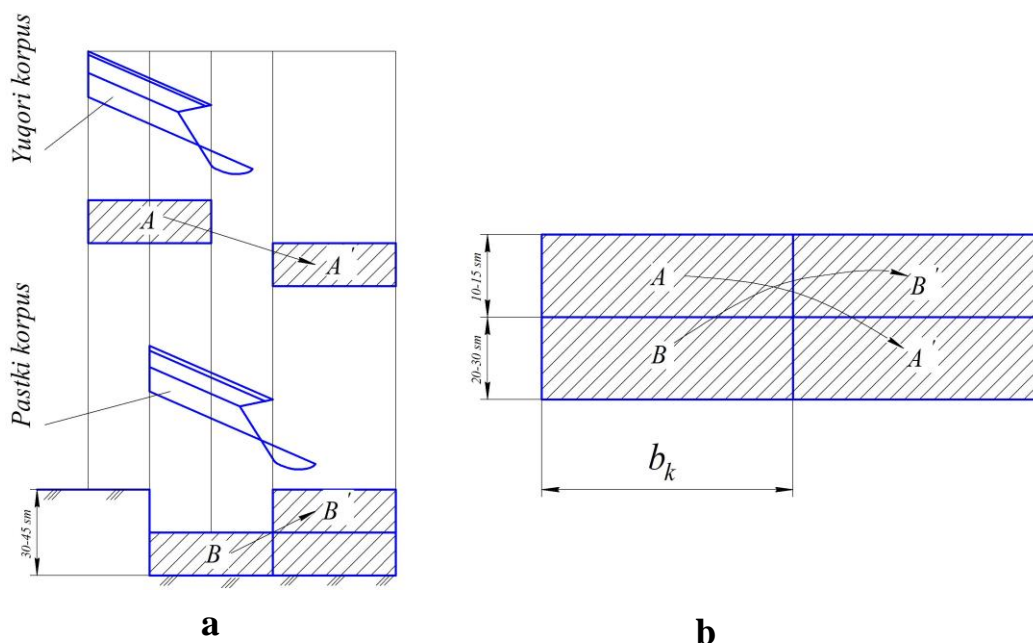 Yuqori korpus
A
A'
Pastki korpus
B'
B
30-45 sm
a
10-15 sm
20-30 sm
A
B'
B
A'
b_k
b